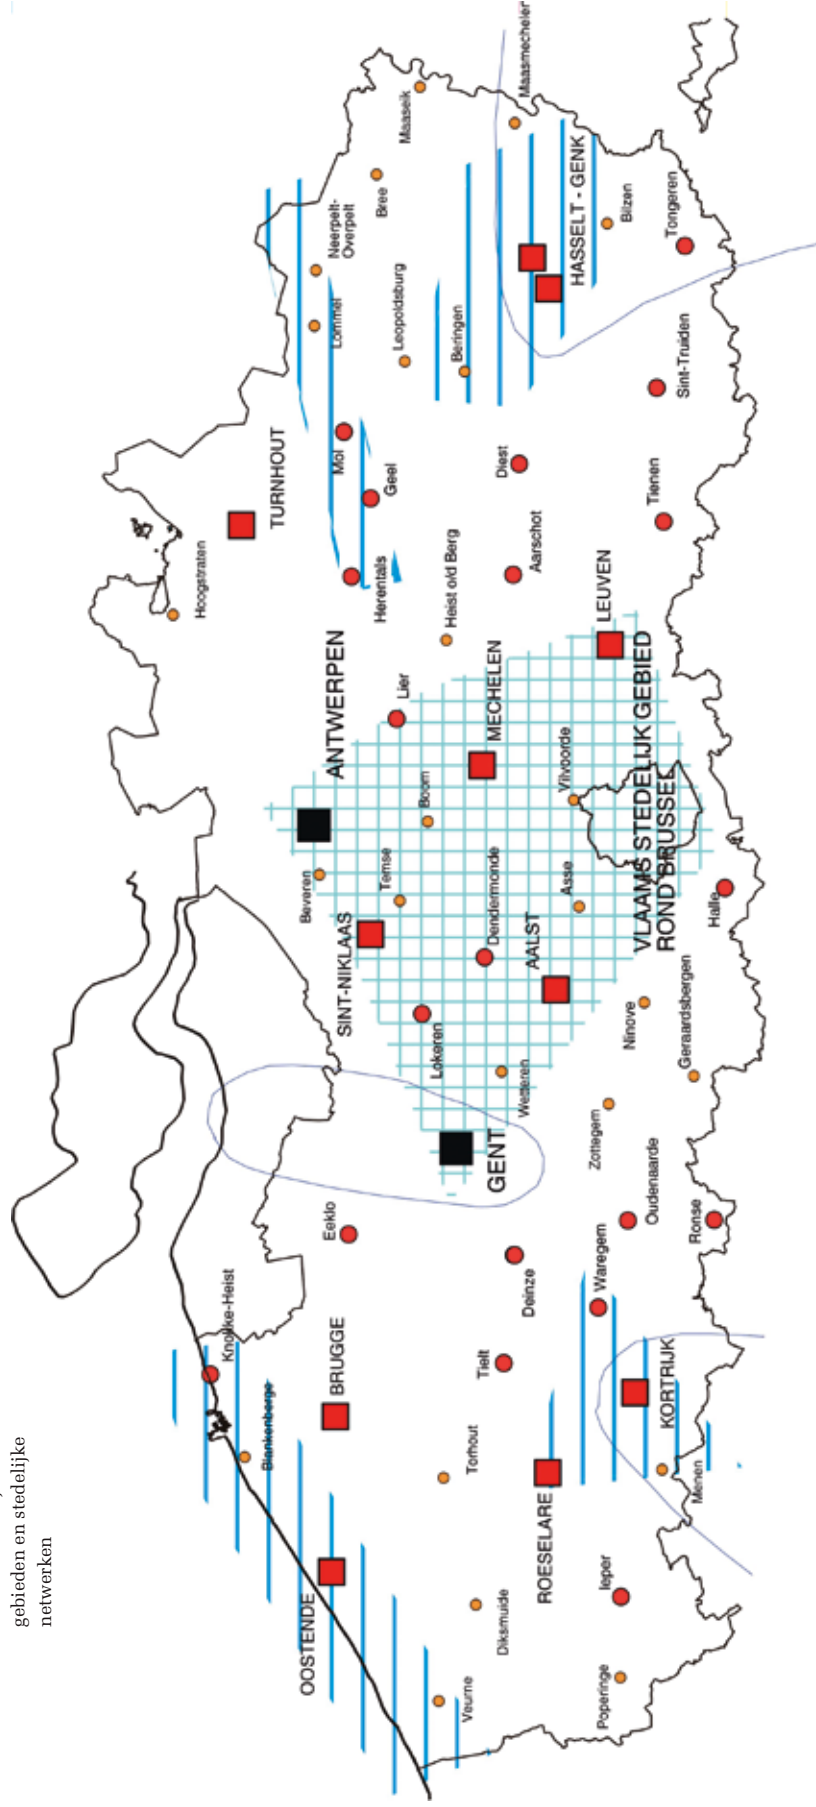 gebieden en stedelijke
netwerken
Knokke-Heist
Blankenberge
BRUGGE
OOSTENDE
Veurne
Diksmuide
Torhout
ROESELARE
Tielt
Poperinge
Ieper
Menen
KORTRIJK
Waregem
Deinze
Eeklo
Oudenaarde
Ronse
GENT
Zottegem
Wetteren
Lokeren
SINT-NIKLAAS
Beveren
Temse
Dendermonde
AALST
Ninove
Geraardsbergen
Asse
Halle
VLAAMS STEDELIJK GEBIED
ROND BRUSSEL
Vilvoorde
Boom
ANTWERPEN
Lier
MECHELEN
LEUVEN
Heist o/d Berg
Hoogstraten
TURNHOUT
Herentals
Geel
Mol
Aarschot
Diest
Tienen
Sint-Truiden
Lommel
Neerpelt-
Overpelt
Leopoldsburg
Beringen
Bree
Maaseik
Maasmechelen
HASSELT - GENK
Bilzen
Tongeren